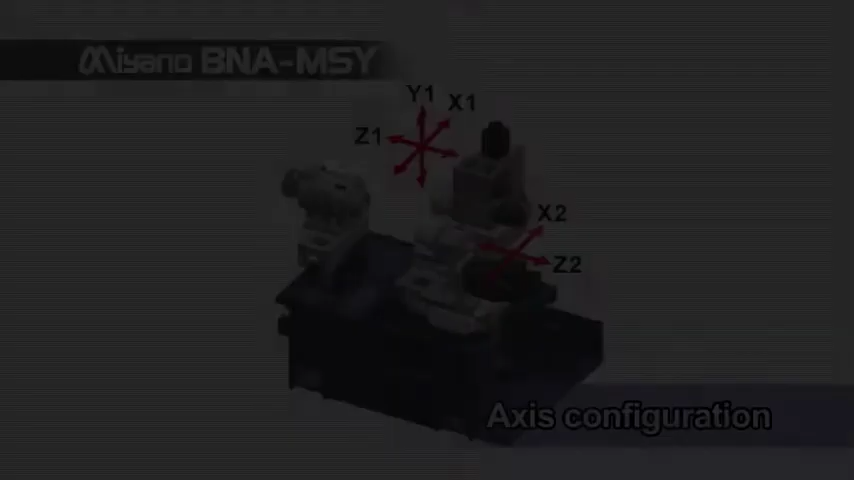 Miyano BNA-MSY
Y1
X1
Z1
X2
Z2
Axis configuration